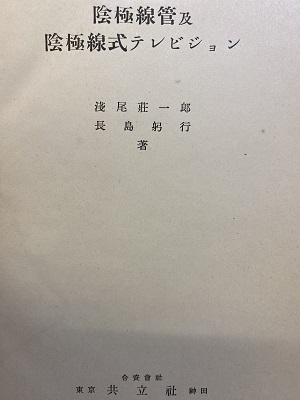 陰極線管及
陰極線式テレビジョン
淺尾莊一郎
長島躬行
著
合資會社
東京 共立社 神田